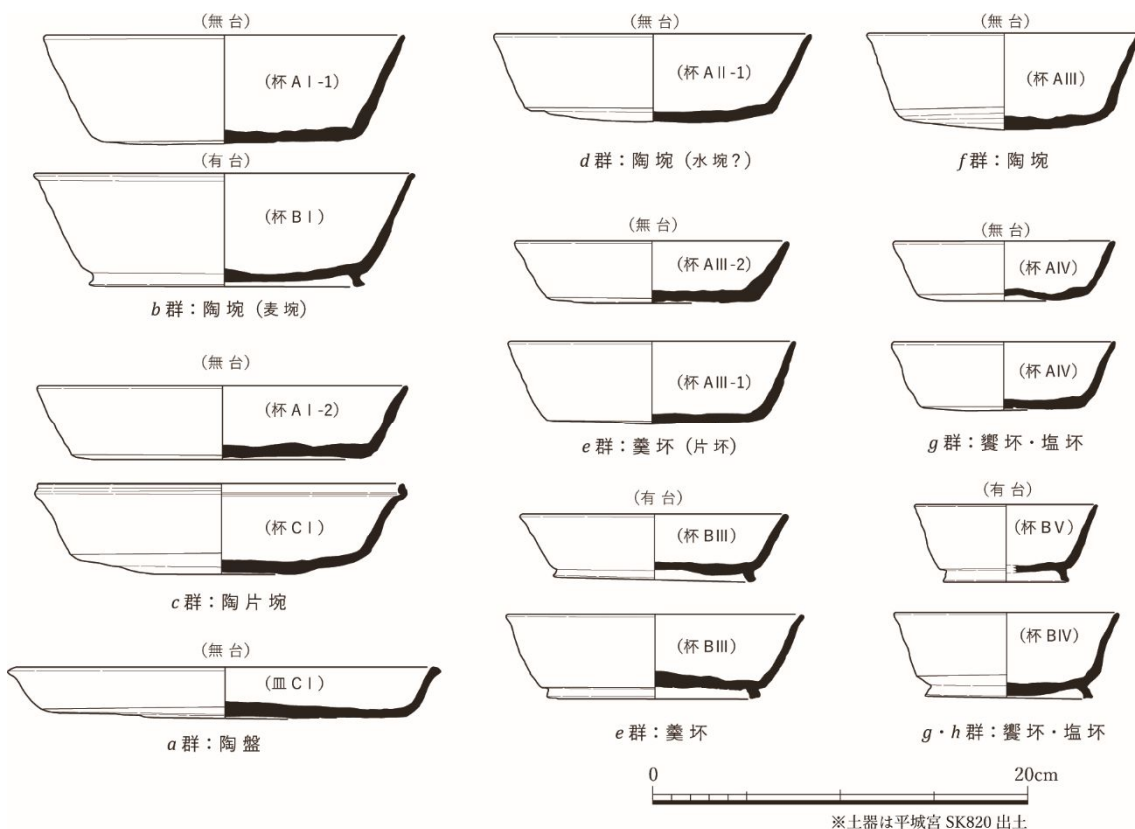 (無台)
(杯AⅠ-1)
(有台)
(杯BⅠ)
b群：陶埦（麦埦）
(無台)
(杯AⅠ-2)
(杯CⅠ)
c群：陶片埦
(無台)
(皿CⅠ)
a群：陶盤
(無台)
(杯AⅡ-1)
d群：陶埦（水埦？）
(無台)
(杯AⅢ-2)
(杯AⅢ-1)
e群：羹坏（片坏）
(有台)
(杯BⅢ)
(杯BⅢ)
e群：羹坏
(無台)
(杯AⅢ)
f群：陶埦
(無台)
(杯AⅣ)
(杯AⅣ)
g群：饗坏・塩坏
(有台)
(杯BⅤ)
(杯BⅣ)
g・h群：饗坏・塩坏
0 20cm
※土器は平城宮SK820出土